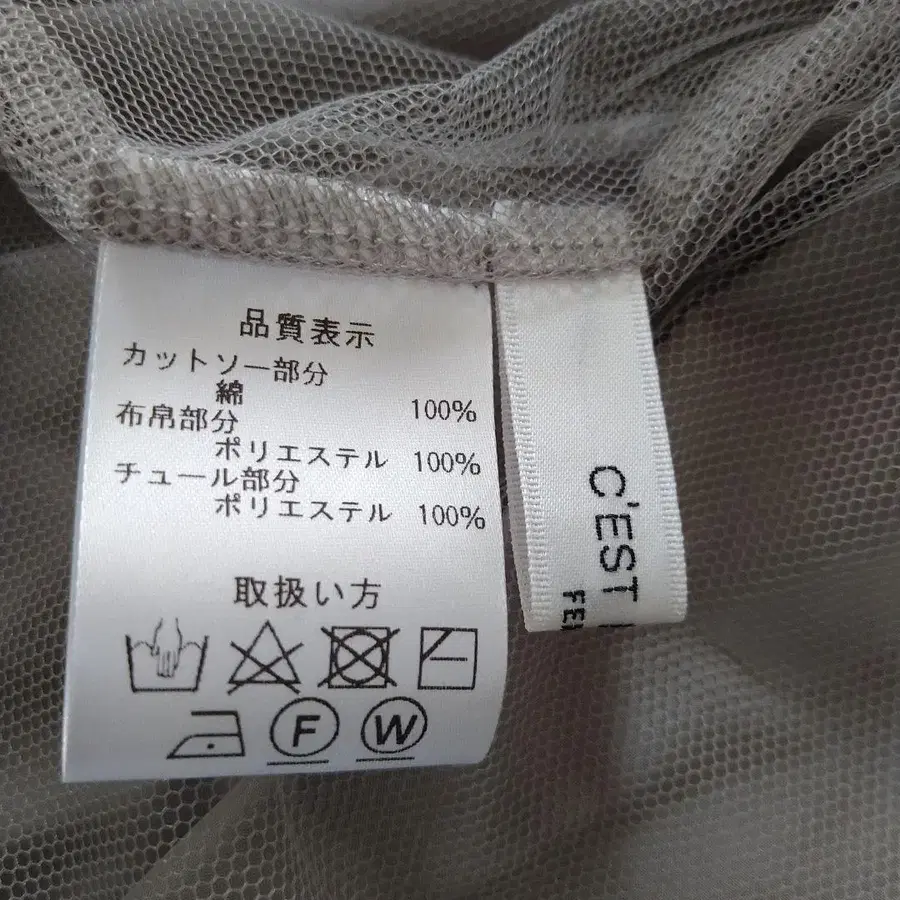 品質表示
カットソー部分
綿 100%
布帛部分
ポリエステル 100%
チュール部分
ポリエステル 100%
取扱い方
F W
C'EST